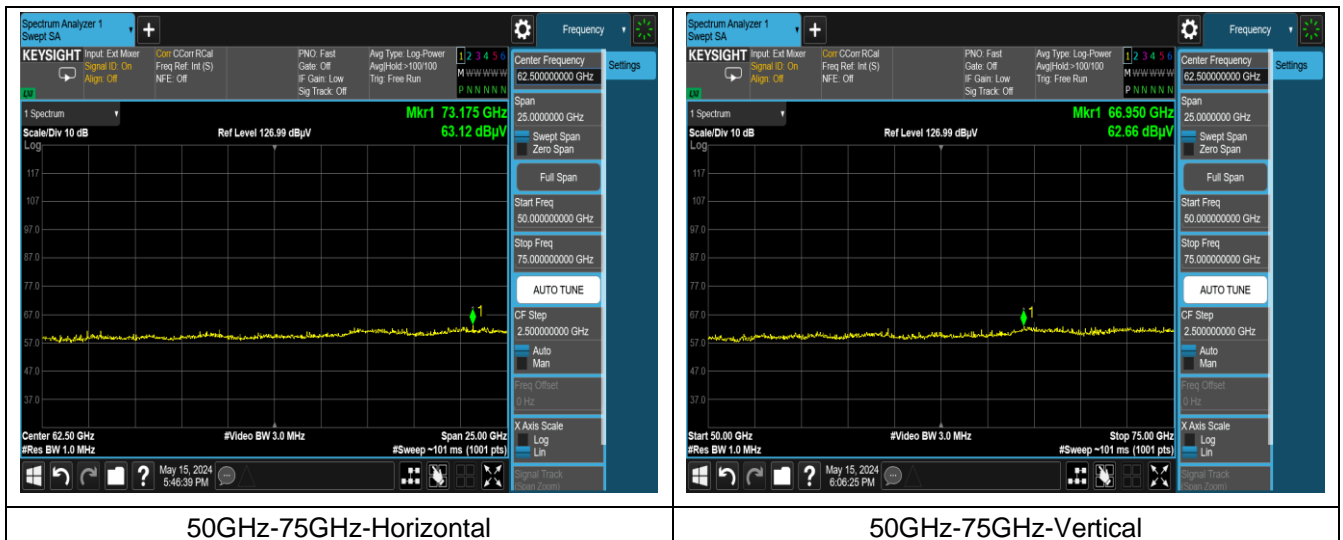 Spectrum Analyzer 1
Swept SA
Frequency
KEYSIGHT
Input: Ext Mixer
Signal ID: On
Align: Off
Corr CCorr RCal
Freq Ref: Int (S)
NFE: Off
PNO: Fast
Gate: Off
IF Gain: Low
Sig Track: Off
Avg Type: Log-Power
Avg|Hold:>100/100
Trig: Free Run
1 2 3 4 5 6
M W W W W W
P N N N N N
LXI
1 Spectrum
Scale/Div 10 dB
Log
Ref Level 126.99 dBµV
Mkr1 73.175 GHz
63.12 dBµV
117
107
97.0
87.0
77.0
67.0
57.0
47.0
37.0
1
Center 62.50 GHz
#Res BW 1.0 MHz
#Video BW 3.0 MHz
Span 25.00 GHz
#Sweep ~101 ms (1001 pts)
Center Frequency
62.500000000 GHz
Settings
Span
25.0000000 GHz
Swept Span
Zero Span
Full Span
Start Freq
50.000000000 GHz
Stop Freq
75.000000000 GHz
AUTO TUNE
CF Step
2.500000000 GHz
Auto
Man
Freq Offset
0 Hz
X Axis Scale
Log
Lin
Signal Track
(Span Zoom)
?
May 15, 2024
5:46:39 PM
50GHz-75GHz-Horizontal
Spectrum Analyzer 1
Swept SA
Frequency
KEYSIGHT
Input: Ext Mixer
Signal ID: On
Align: Off
Corr CCorr RCal
Freq Ref: Int (S)
NFE: Off
PNO: Fast
Gate: Off
IF Gain: Low
Sig Track: Off
Avg Type: Log-Power
Avg|Hold:>100/100
Trig: Free Run
1 2 3 4 5 6
M W W W W W
P N N N N N
LXI
1 Spectrum
Scale/Div 10 dB
Log
Ref Level 126.99 dBµV
Mkr1 66.950 GHz
62.66 dBµV
117
107
97.0
87.0
77.0
67.0
57.0
47.0
37.0
1
Start 50.00 GHz
#Res BW 1.0 MHz
#Video BW 3.0 MHz
Stop 75.00 GHz
#Sweep ~101 ms (1001 pts)
Center Frequency
62.500000000 GHz
Settings
Span
25.0000000 GHz
Swept Span
Zero Span
Full Span
Start Freq
50.000000000 GHz
Stop Freq
75.000000000 GHz
AUTO TUNE
CF Step
2.500000000 GHz
Auto
Man
Freq Offset
0 Hz
X Axis Scale
Log
Lin
Signal Track
(Span Zoom)
?
May 15, 2024
6:06:25 PM
50GHz-75GHz-Vertical